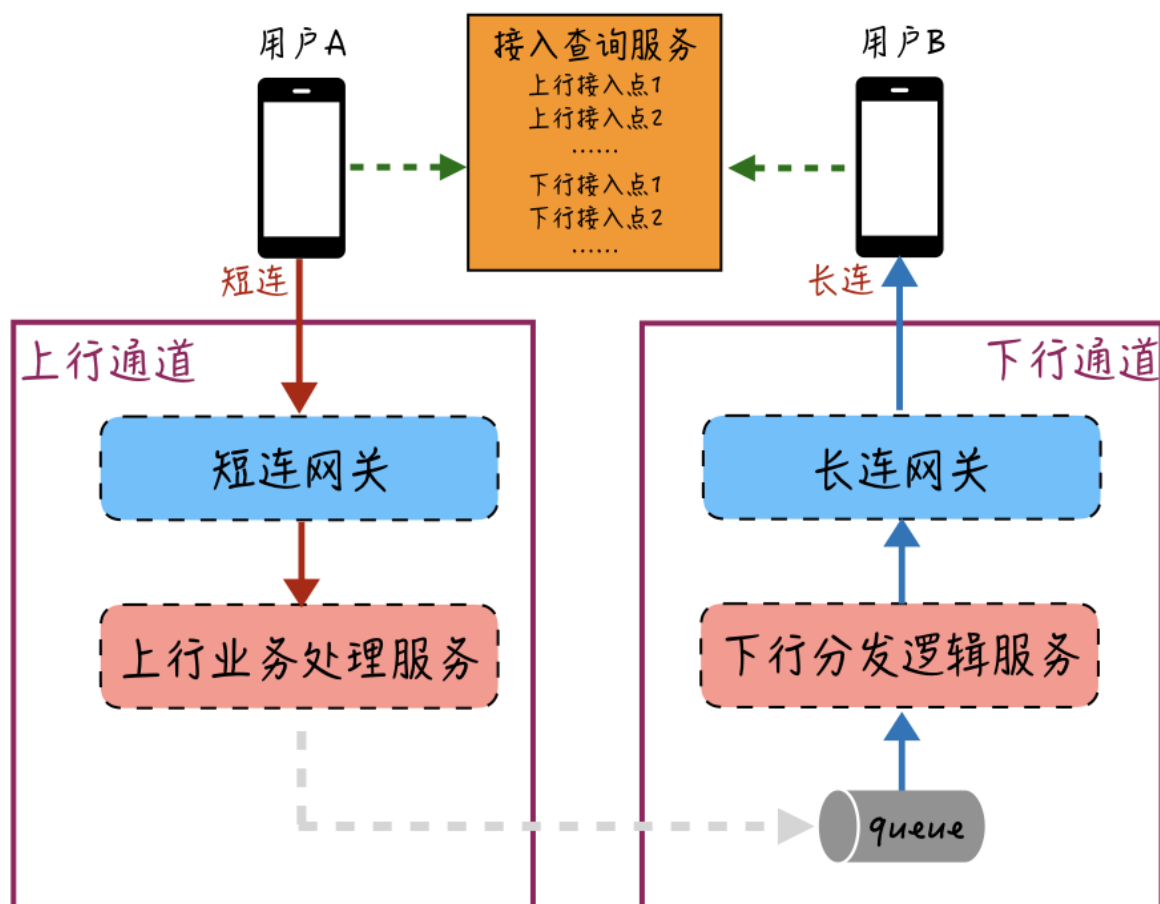 用户A
接入查询服务
上行接入点1
上行接入点2
......
下行接入点1
下行接入点2
......
用户B
短连
长连
上行通道
短连网关
上行业务处理服务
下行通道
长连网关
下行分发逻辑服务
queue